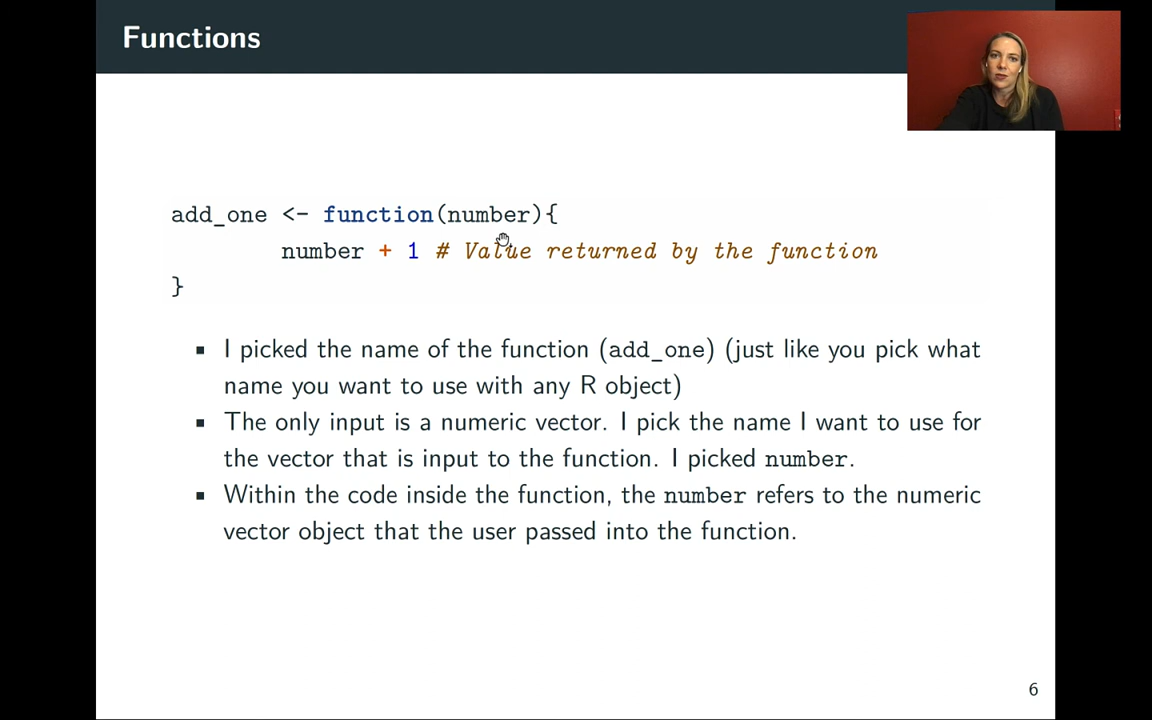 Functions
add_one <- function(number){
number + 1 # Value returned by the function
}
▪ I picked the name of the function (add_one) (just like you pick what
name you want to use with any R object)
▪ The only input is a numeric vector. I pick the name I want to use for
the vector that is input to the function. I picked number.
▪ Within the code inside the function, the number refers to the numeric
vector object that the user passed into the function.
6